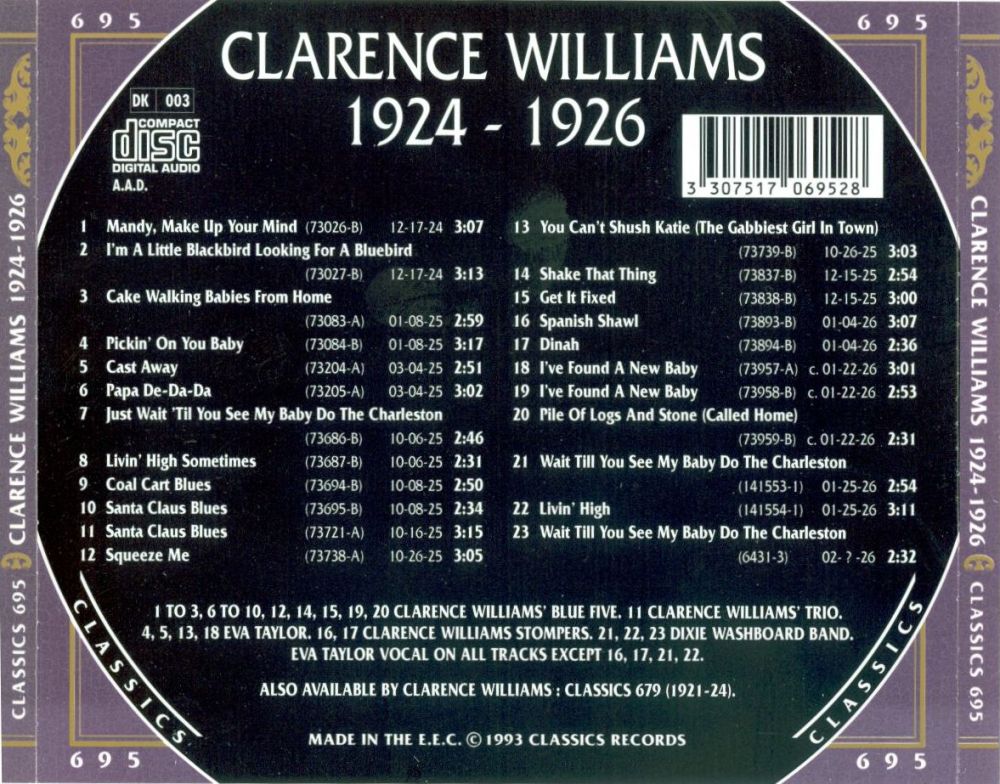 695
695
CLARENCE WILLIAMS
1924 - 1926
DK 003
COMPACT
disc
DIGITAL AUDIO
A.A.D.
3 307517 069528
1 Mandy, Make Up Your Mind (73026-B) 12-17-24 3:07
2 I'm A Little Blackbird Looking For A Bluebird
(73027-B) 12-17-24 3:13
3 Cake Walking Babies From Home
(73083-A) 01-08-25 2:59
4 Pickin' On You Baby (73084-B) 01-08-25 3:17
5 Cast Away (73204-A) 03-04-25 2:51
6 Papa De-Da-Da (73205-A) 03-04-25 3:02
7 Just Wait 'Til You See My Baby Do The Charleston
(73686-B) 10-06-25 2:46
8 Livin' High Sometimes (73687-B) 10-06-25 2:31
9 Coal Cart Blues (73694-B) 10-08-25 2:50
10 Santa Claus Blues (73695-B) 10-08-25 2:34
11 Santa Claus Blues (73721-A) 10-16-25 3:15
12 Squeeze Me (73738-A) 10-26-25 3:05
13 You Can't Shush Katie (The Gabbiest Girl In Town)
(73739-B) 10-26-25 3:03
14 Shake That Thing (73837-B) 12-15-25 2:54
15 Get It Fixed (73838-B) 12-15-25 3:00
16 Spanish Shawl (73893-B) 01-04-26 3:07
17 Dinah (73894-B) 01-04-26 2:36
18 I've Found A New Baby (73957-A) c. 01-22-26 3:01
19 I've Found A New Baby (73958-B) c. 01-22-26 2:53
20 Pile Of Logs And Stone (Called Home)
(73959-B) c. 01-22-26 2:31
21 Wait Till You See My Baby Do The Charleston
(141553-1) 01-25-26 2:54
22 Livin' High (141554-1) 01-25-26 3:11
23 Wait Till You See My Baby Do The Charleston
(6431-3) 02- ? -26 2:32
1 TO 3, 6 TO 10, 12, 14, 15, 19, 20 CLARENCE WILLIAMS' BLUE FIVE. 11 CLARENCE WILLIAMS' TRIO.
4, 5, 13, 18 EVA TAYLOR. 16, 17 CLARENCE WILLIAMS STOMPERS. 21, 22, 23 DIXIE WASHBOARD BAND.
EVA TAYLOR VOCAL ON ALL TRACKS EXCEPT 16, 17, 21, 22.
ALSO AVAILABLE BY CLARENCE WILLIAMS : CLASSICS 679 (1921-24).
MADE IN THE E.E.C. © 1993 CLASSICS RECORDS
CLASSICS
CLASSICS
695
695
CLASSICS 695 CLARENCE WILLIAMS 1924-1926
CLARENCE WILLIAMS 1924-1926 CLASSICS 695